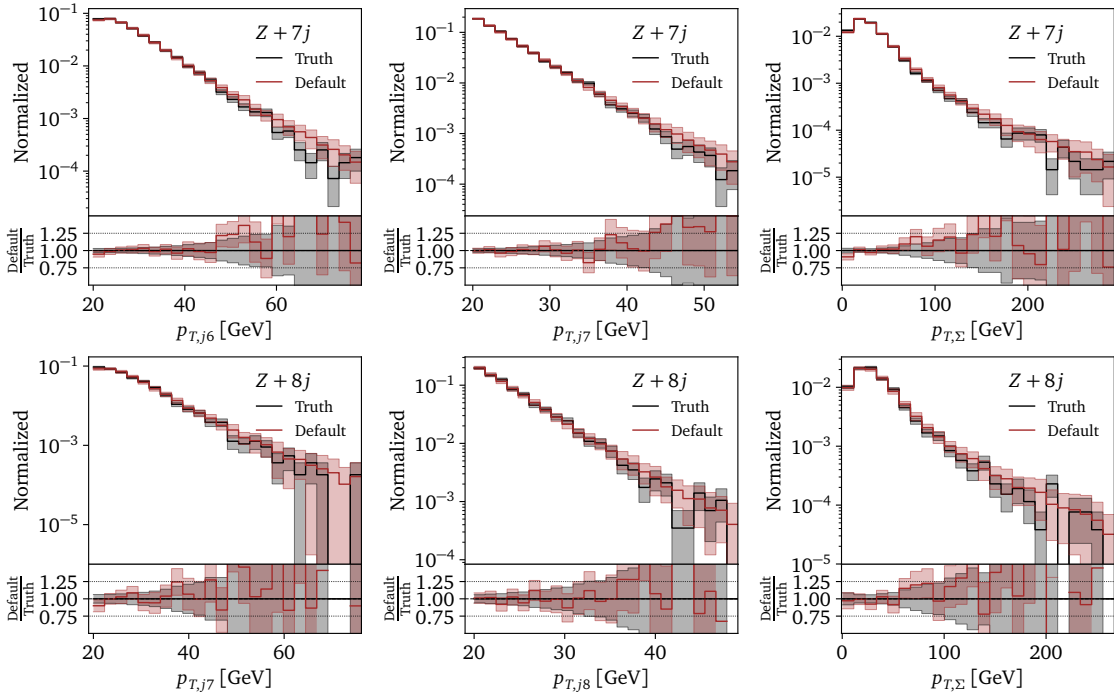 Z + 7j
Truth
Default
Normalized
10^{-1}
10^{-2}
10^{-3}
10^{-4}
Default
Truth
1.25
1.00
0.75
20 40 60
p_{T,j6} [GeV]
Z + 7j
Truth
Default
Normalized
10^{-1}
10^{-2}
10^{-3}
10^{-4}
Default
Truth
1.25
1.00
0.75
20 30 40 50
p_{T,j7} [GeV]
Z + 7j
Truth
Default
Normalized
10^{-2}
10^{-3}
10^{-4}
10^{-5}
Default
Truth
1.25
1.00
0.75
0 100 200
p_{T,Σ} [GeV]
Z + 8j
Truth
Default
Normalized
10^{-1}
10^{-3}
10^{-5}
Default
Truth
1.25
1.00
0.75
20 40 60
p_{T,j7} [GeV]
Z + 8j
Truth
Default
Normalized
10^{-1}
10^{-2}
10^{-3}
10^{-4}
Default
Truth
1.25
1.00
0.75
20 30 40
p_{T,j8} [GeV]
Z + 8j
Truth
Default
Normalized
10^{-2}
10^{-3}
10^{-4}
10^{-5}
Default
Truth
1.25
1.00
0.75
0 100 200
p_{T,Σ} [GeV]